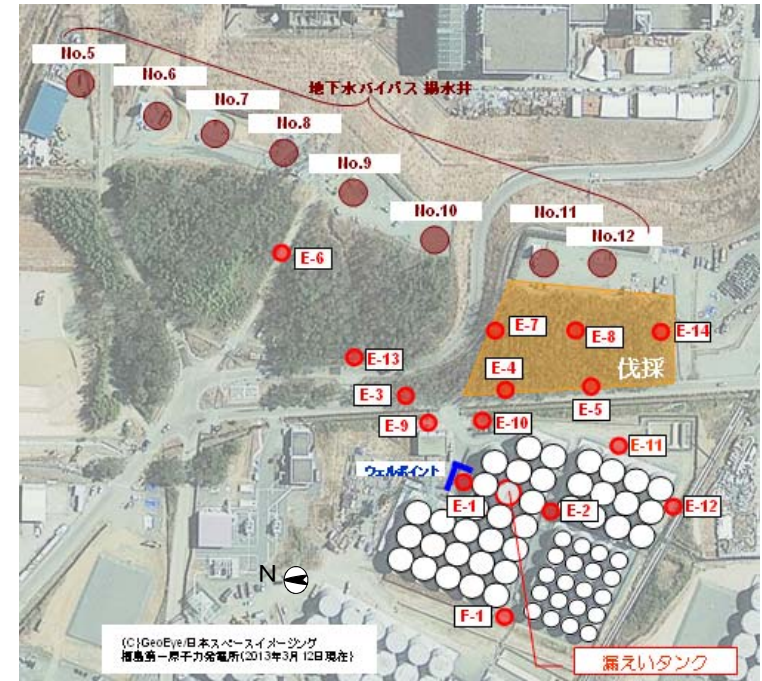 No.5
No.6
No.7
地下水バイパス 揚水井
No.8
No.9
No.10
No.11
No.12
E-6
E-7
E-8
E-14
E-13
E-4
伐採
E-3
E-5
E-9
E-10
E-11
ウェルポイント
E-1
E-2
E-12
N
F-1
(C)GeoEye/日本スペースイメージング
福島第一原子力発電所(2013年3月12日現在)
漏えいタンク